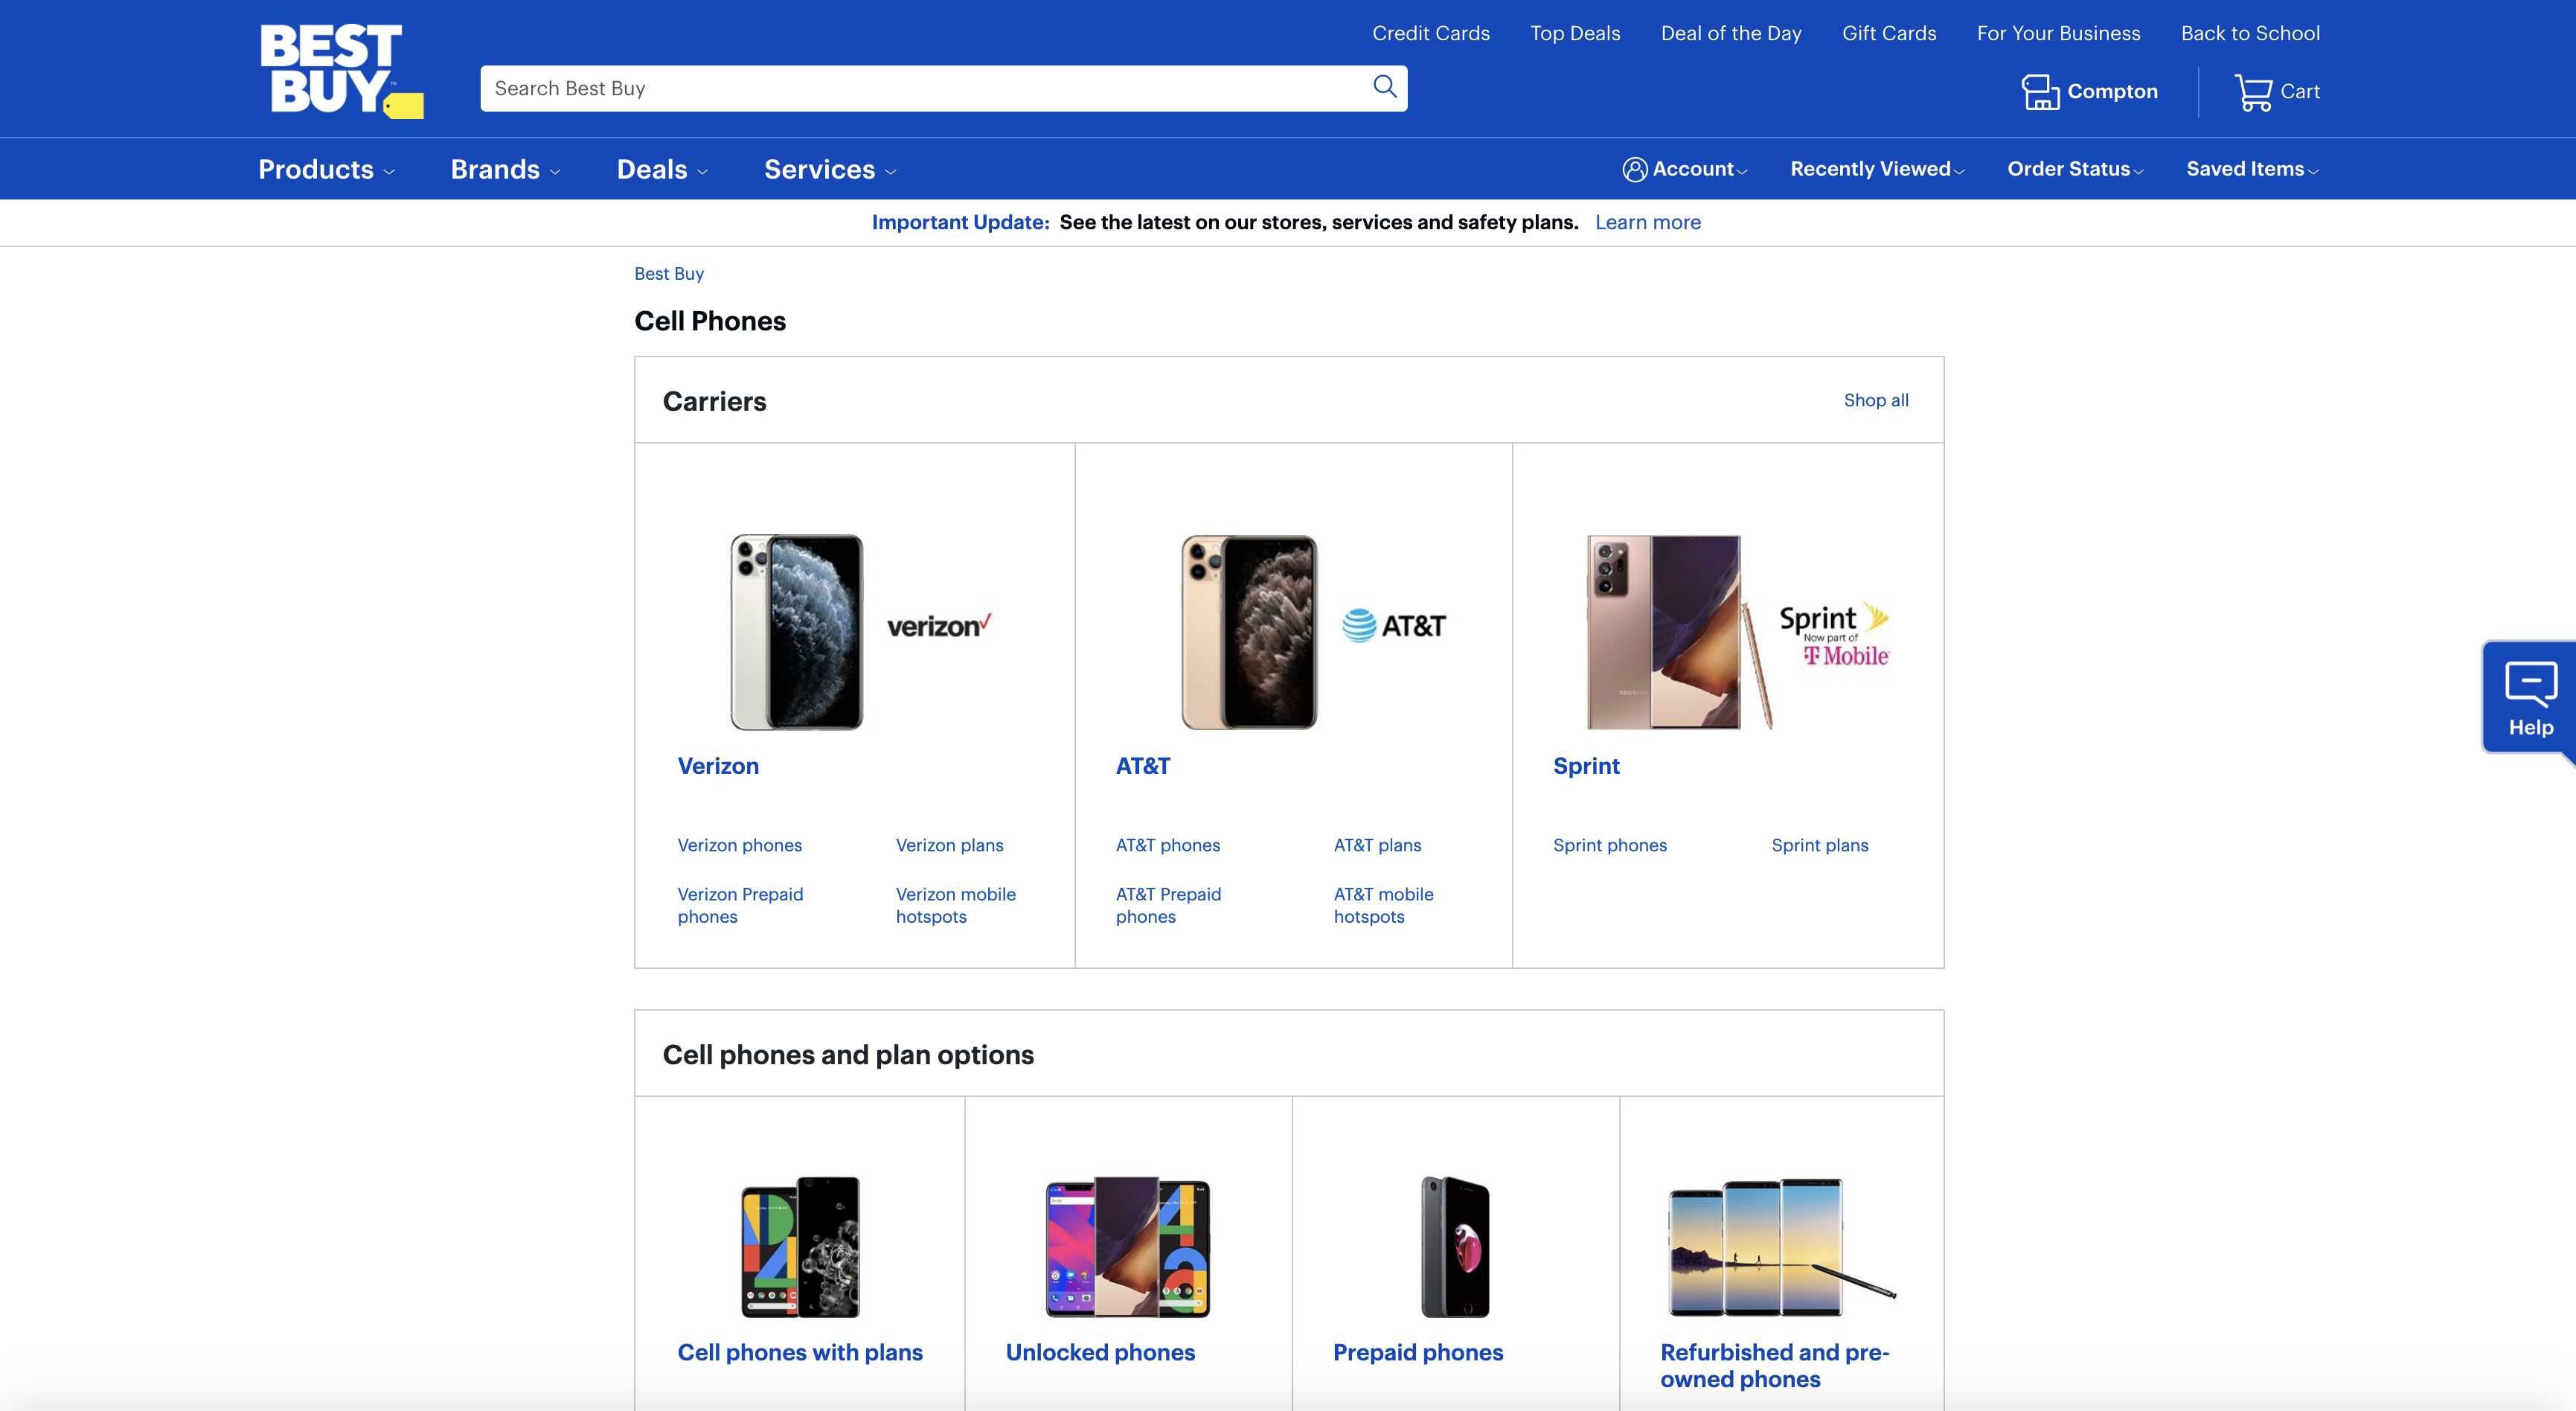 Credit Cards Top Deals Deal of the Day Gift Cards For Your Business Back to School
BEST
BUY™
Search Best Buy
Compton Cart
Products Brands Deals Services Account Recently Viewed Order Status Saved Items
Important Update: See the latest on our stores, services and safety plans. Learn more
Best Buy
Cell Phones
Carriers Shop all
verizon
AT&T
Sprint
Now part of
T Mobile
SAMSUNG
Help
Verizon AT&T Sprint
Verizon phones Verizon plans AT&T phones AT&T plans Sprint phones Sprint plans
Verizon Prepaid Verizon mobile AT&T Prepaid AT&T mobile
phones hotspots phones hotspots
Cell phones and plan options
Cell phones with plans Unlocked phones Prepaid phones Refurbished and pre-
owned phones